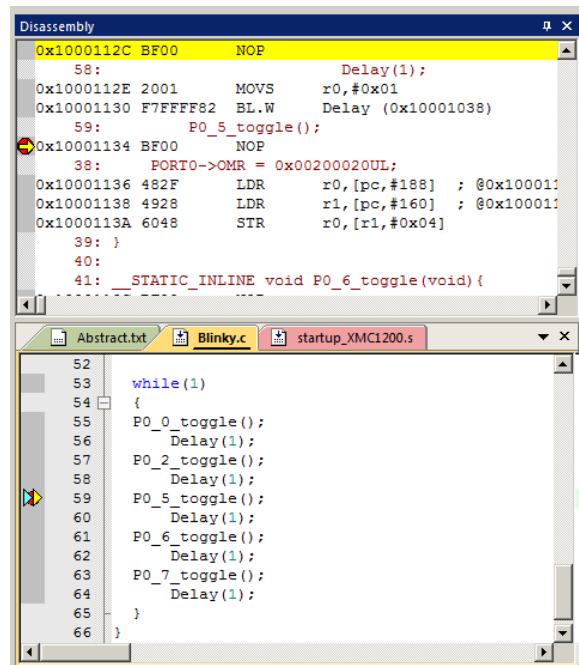 Disassembly
0x1000112C BF00 NOP
58: Delay(1);
0x1000112E 2001 MOVS r0,#0x01
0x10001130 F7FFFF82 BL.W Delay (0x10001038)
59: P0_5_toggle();
0x10001134 BF00 NOP
38: PORT0->OMR = 0x00200020UL;
0x10001136 482F LDR r0,[pc,#188] ; @0x10001
0x10001138 4928 LDR r1,[pc,#160] ; @0x10001
0x1000113A 6048 STR r0,[r1,#0x04]
39: }
40:
41: __STATIC_INLINE void P0_6_toggle(void){
Abstract.txt Blinky.c startup_XMC1200.s
52
53 while(1)
54 {
55 P0_0_toggle();
56 Delay(1);
57 P0_2_toggle();
58 Delay(1);
59 P0_5_toggle();
60 Delay(1);
61 P0_6_toggle();
62 Delay(1);
63 P0_7_toggle();
64 Delay(1);
65 }
66 }